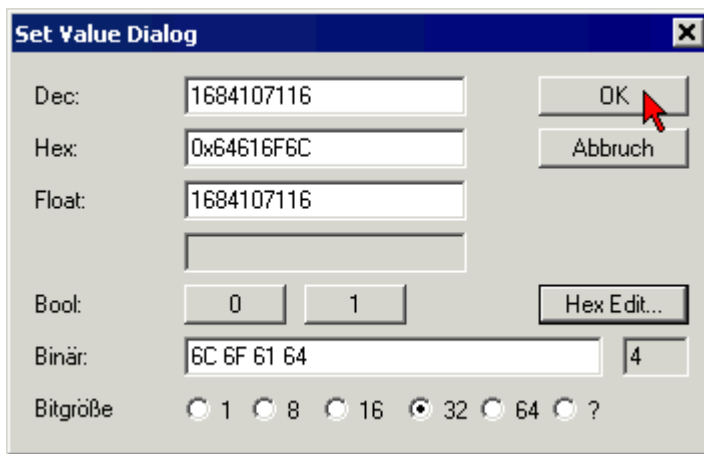 Set Value Dialog
Dec: 1684107116 OK
Hex: 0x64616F6C Abbruch
Float: 1684107116
Bool: 0 1 Hex Edit...
Binär: 6C 6F 61 64 4
Bitgröße 1 8 16 32 64 ?